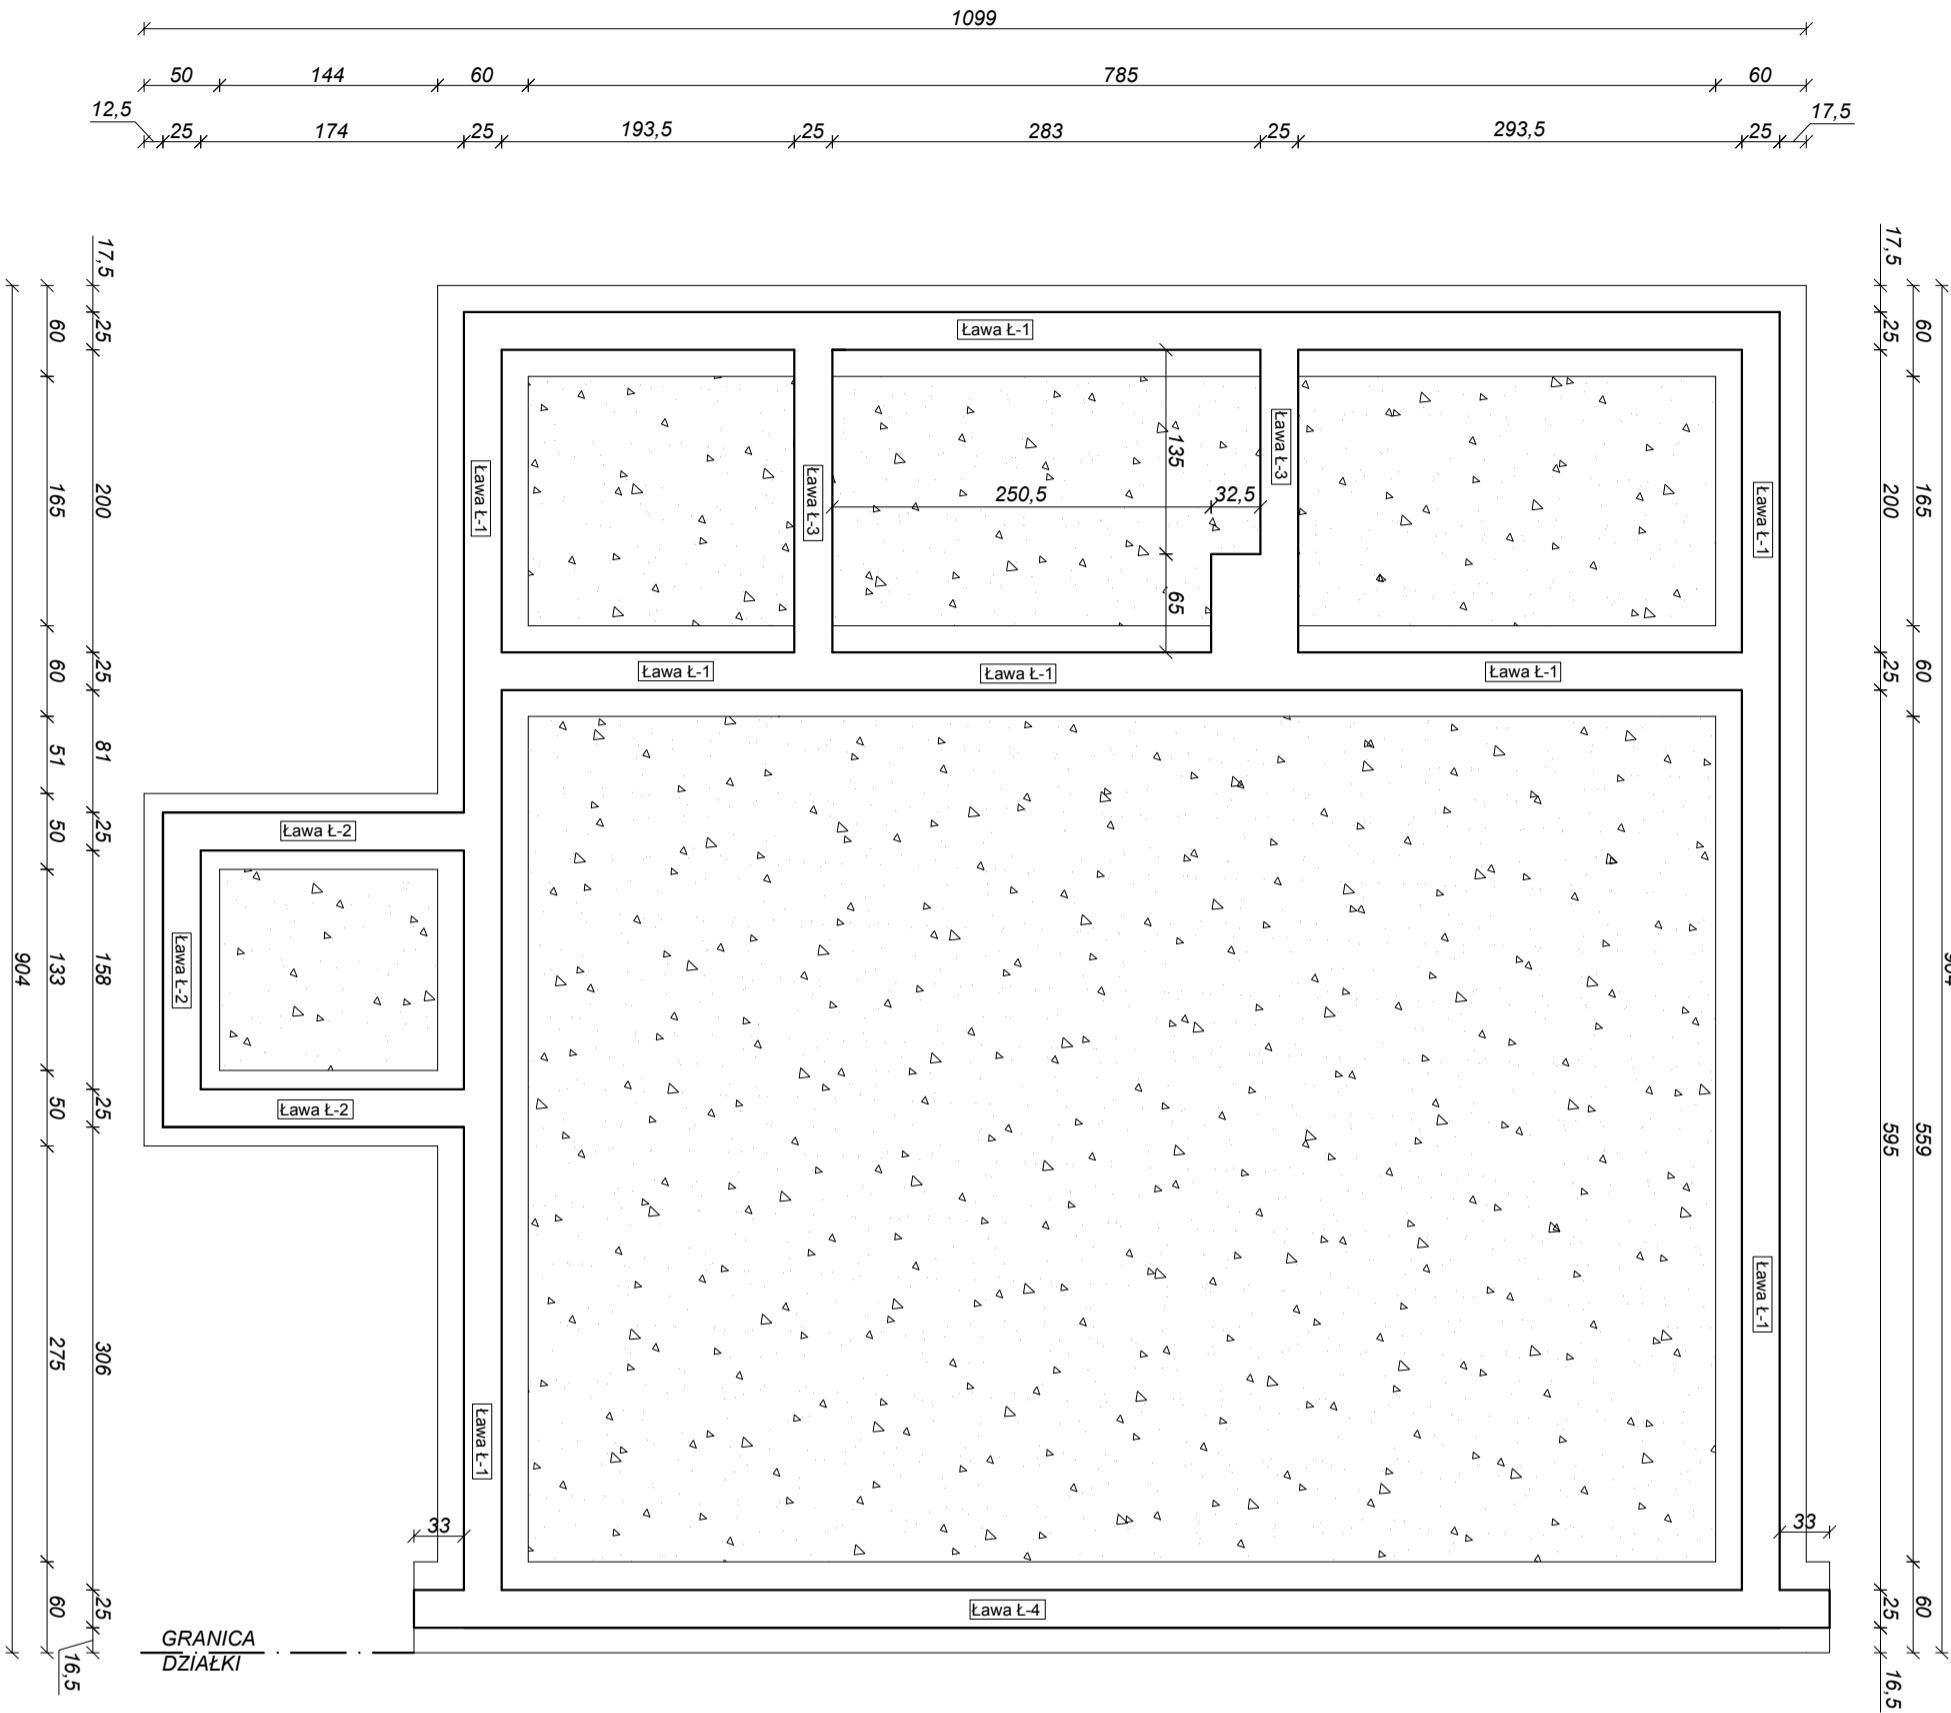 1099
50 144 60 785 60
12,5 25 174 25 193,5 25 283 25 293,5 25 17,5
17,5 17,5
60 25 Ława Ł-1 25 60
165 200 Ława Ł-1 Ława Ł-3 135 Ława Ł-3 Ława Ł-1 200 165
250,5 32,5
65
60 25 Ława Ł-1 Ława Ł-1 Ława Ł-1 25 60
51 81
50 25 Ława Ł-2
904 133 158 Ława Ł-2 904
50 25 Ława Ł-2 595 559
275 306 Ława Ł-1 Ława Ł-1
33 33
60 25 Ława Ł-4 25 60
GRANICA
DZIAŁKI
16,5 16,5